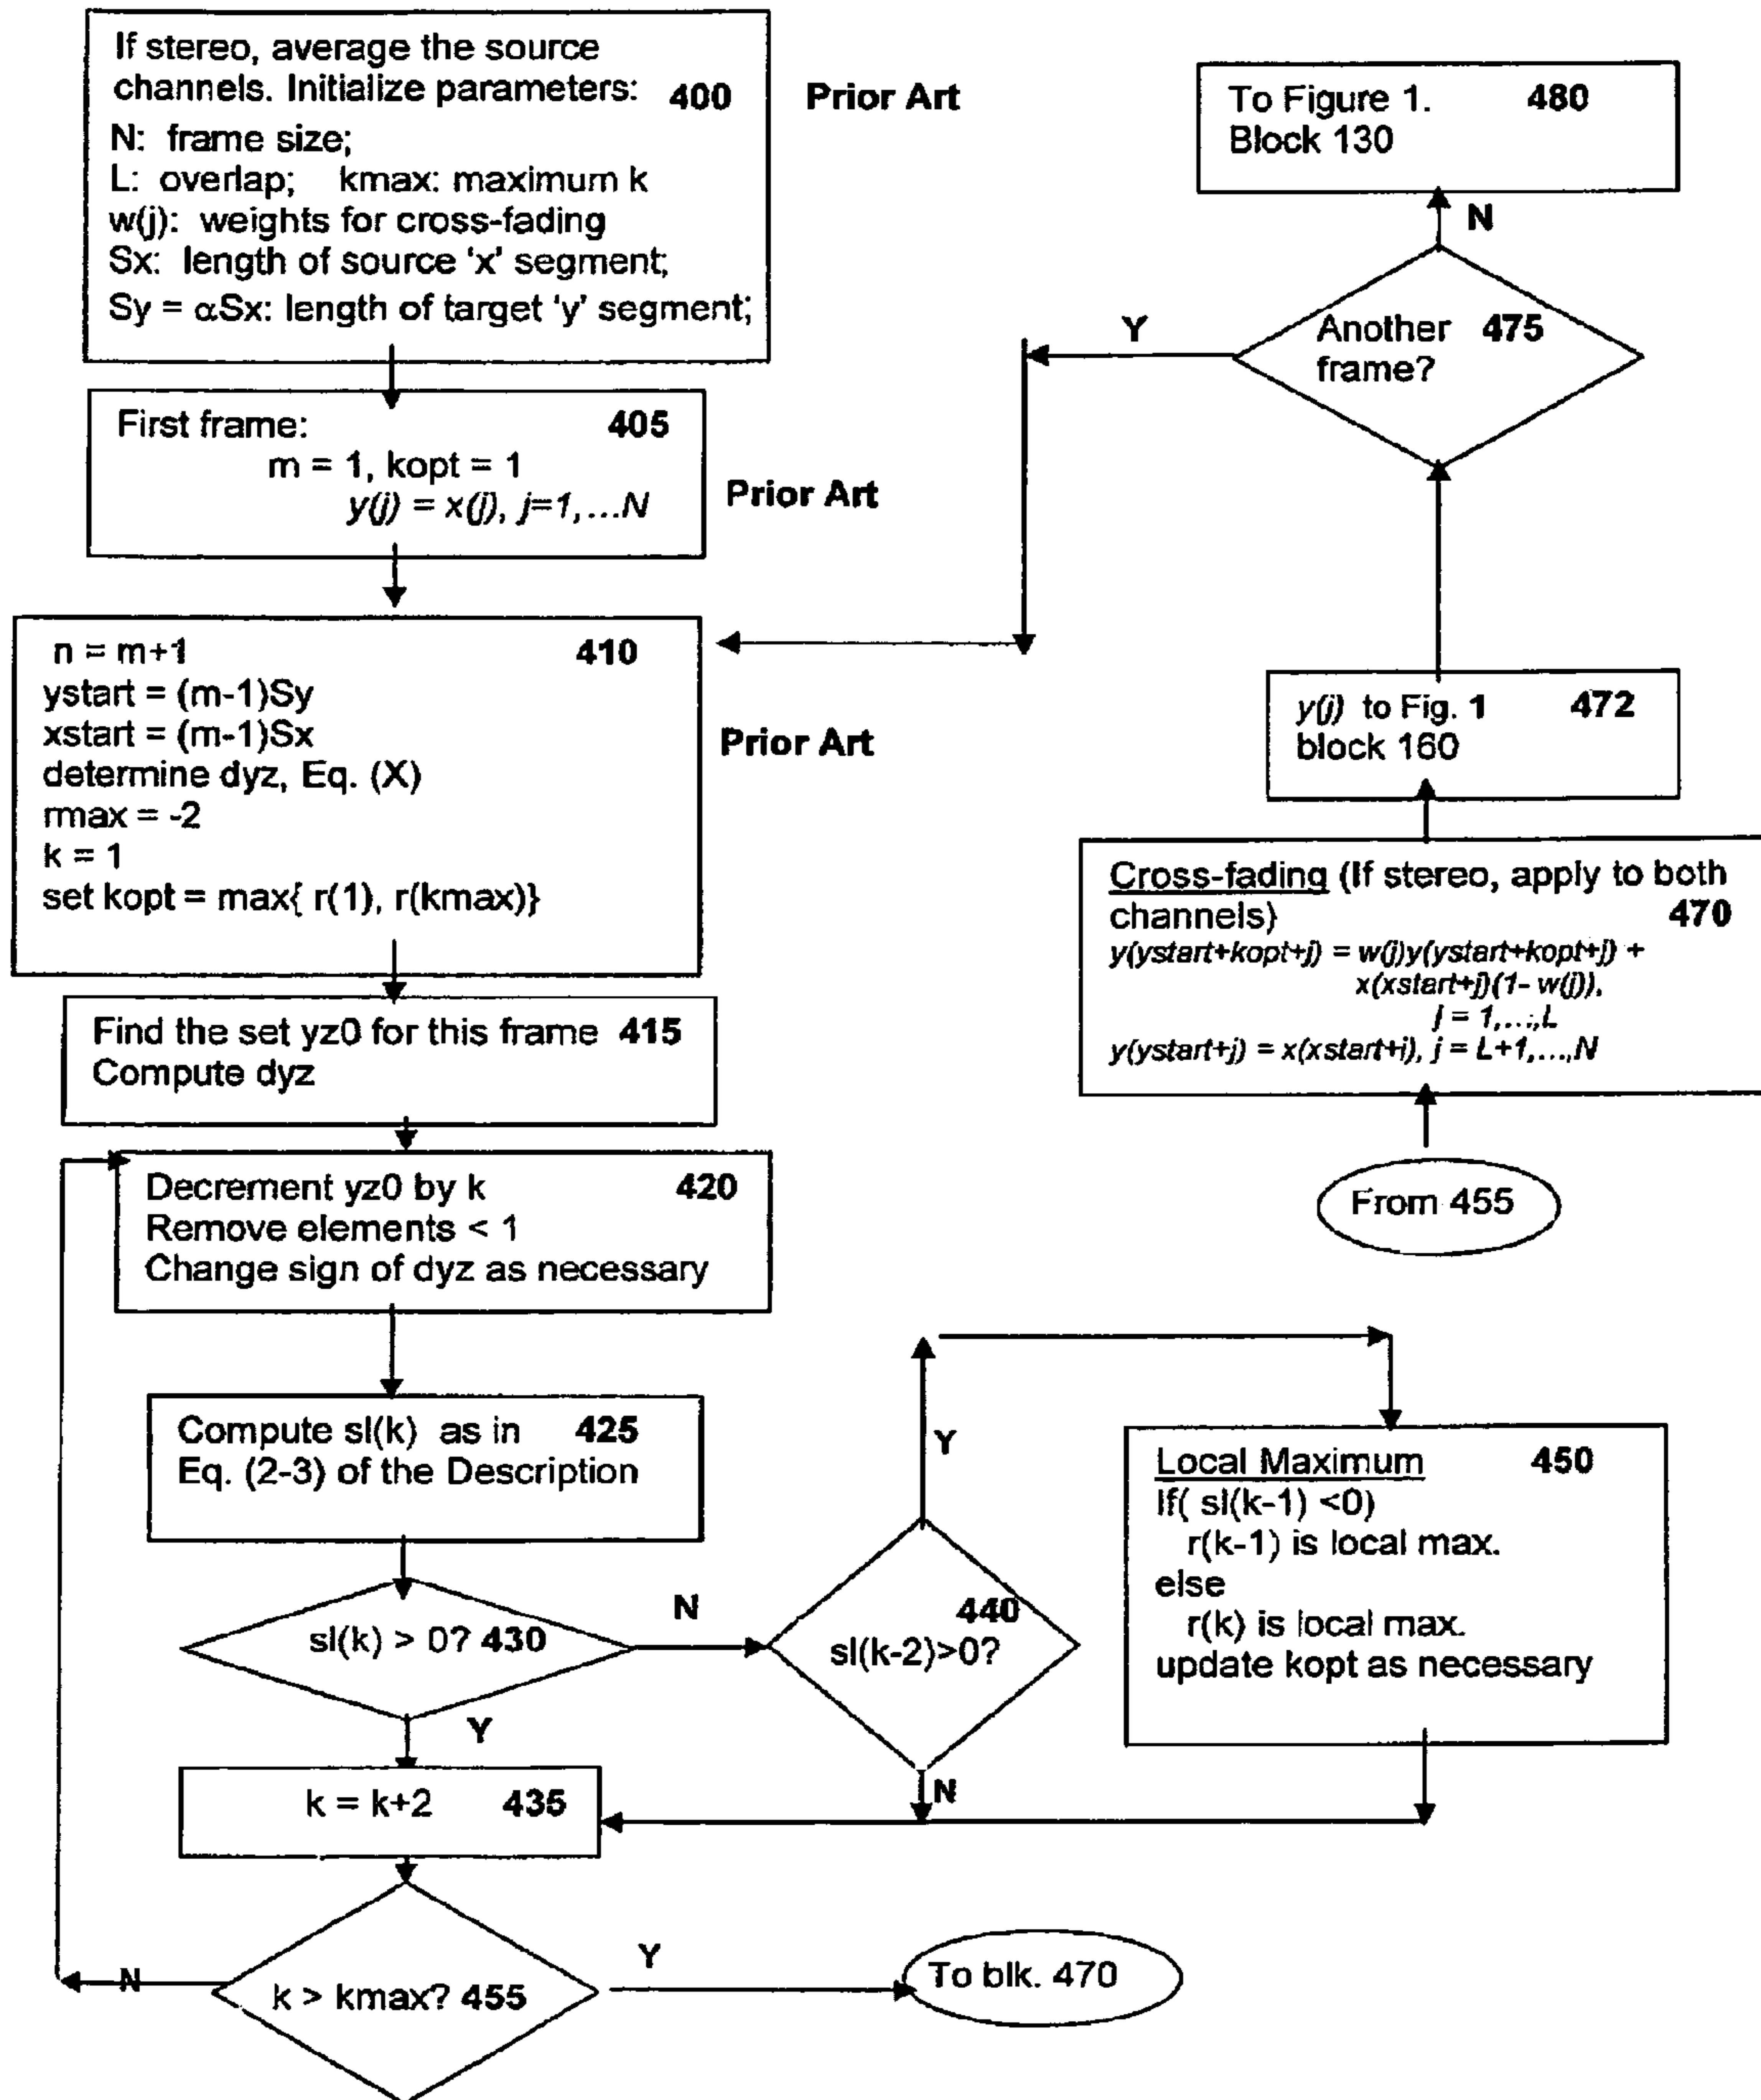 If stereo, average the source
channels. Initialize parameters: 400
N: frame size;
L: overlap; kmax: maximum k
w(j): weights for cross-fading
Sx: length of source 'x' segment;
Sy = αSx: length of target 'y' segment;
Prior Art
First frame: 405
m = 1, kopt = 1
y(j) = x(j), j=1,...N
Prior Art
n = m+1 410
ystart = (m-1)Sy
xstart = (m-1)Sx
determine dyz, Eq. (X)
rmax = -2
k = 1
set kopt = max{ r(1), r(kmax)}
Prior Art
Find the set yz0 for this frame 415
Compute dyz
Decrement yz0 by k 420
Remove elements < 1
Change sign of dyz as necessary
Compute sl(k) as in 425
Eq. (2-3) of the Description
sl(k) > 0? 430
N
Y
440
sl(k-2)>0?
Y
N
Local Maximum 450
If( sl(k-1) <0)
r(k-1) is local max.
else
r(k) is local max.
update kopt as necessary
k = k+2 435
k > kmax? 455
N
Y
To blk. 470
From 455
Cross-fading (If stereo, apply to both
channels) 470
y(ystart+kopt+j) = w(j)y(ystart+kopt+j) +
x(xstart+j)(1- w(j)),
j = 1,...,L
y(ystart+j) = x(xstart+i), j = L+1,...,N
y(j) to Fig. 1 472
block 160
Another 475
frame?
Y
N
To Figure 1. 480
Block 130